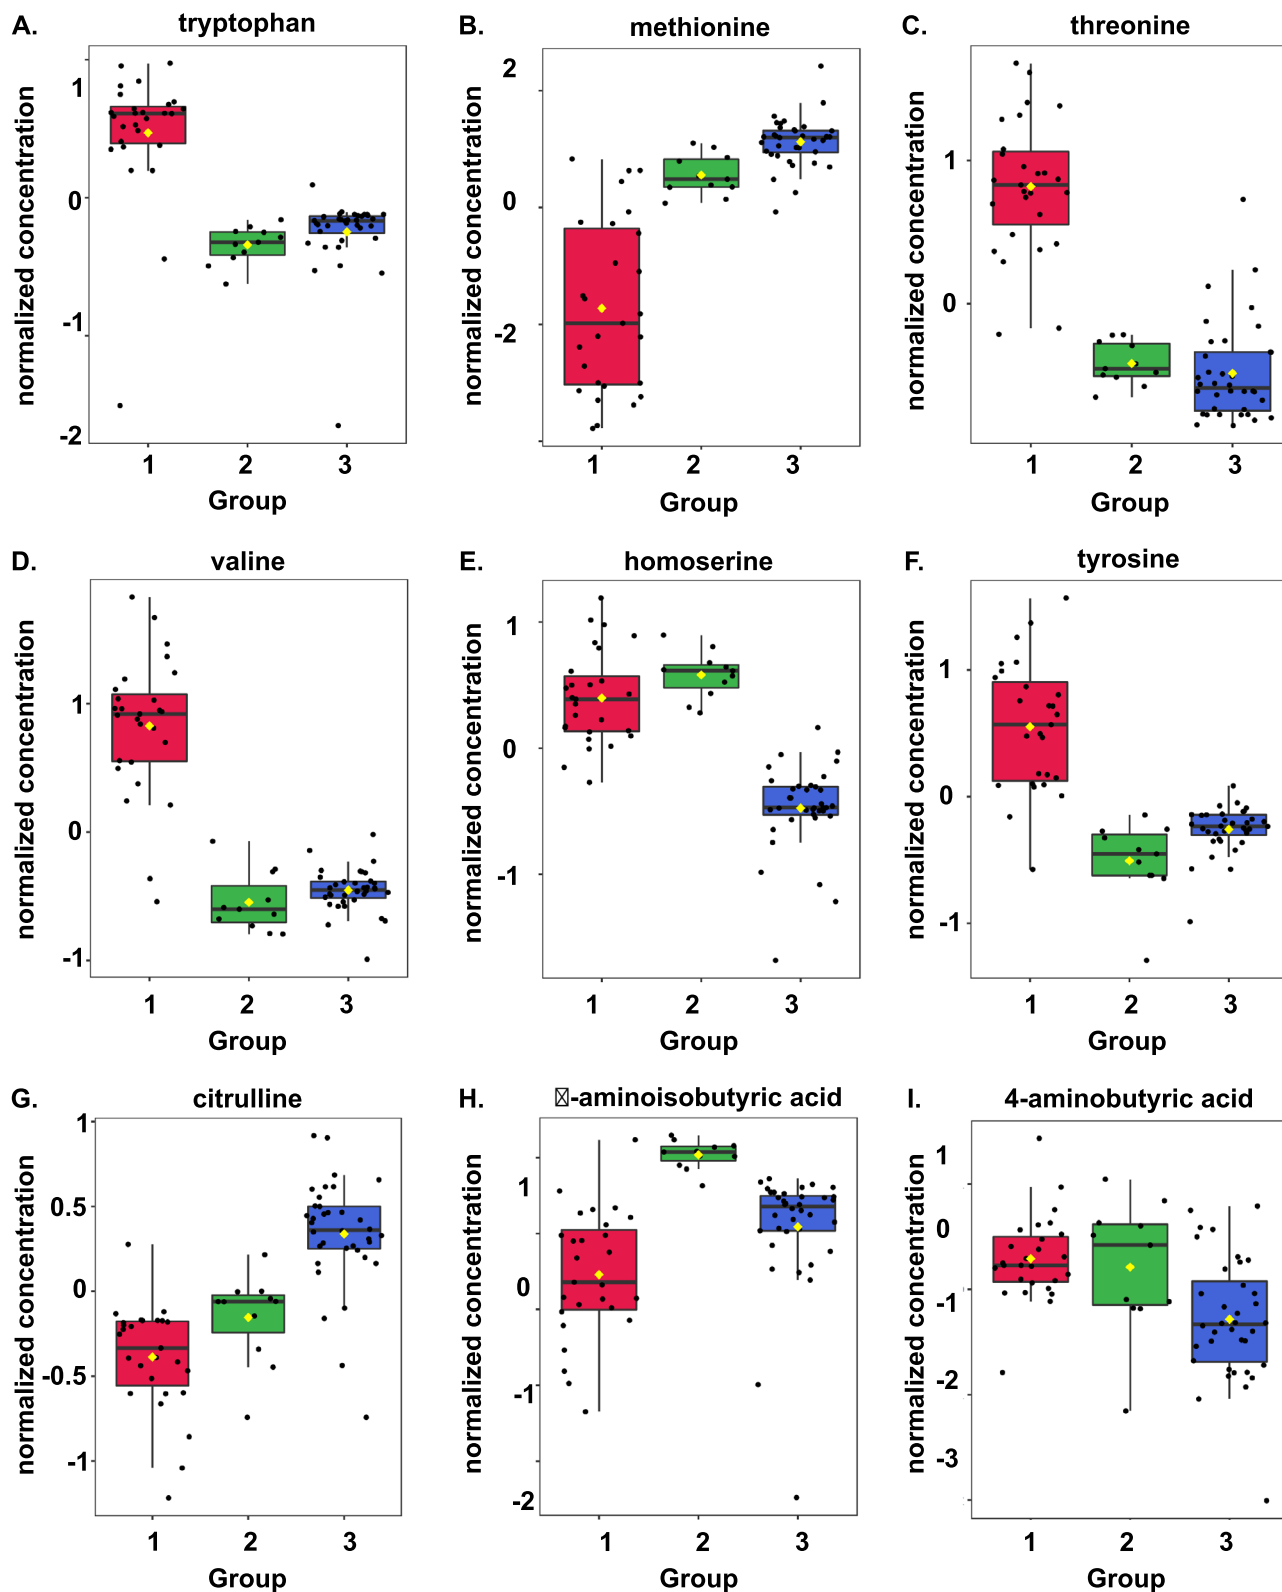 A. tryptophan
normalized concentration
1
0
-1
-2
1 2 3
Group
B. methionine
normalized concentration
2
0
-2
1 2 3
Group
C. threonine
normalized concentration
1
0
1 2 3
Group
D. valine
normalized concentration
1
0
-1
1 2 3
Group
E. homoserine
normalized concentration
1
0
-1
1 2 3
Group
F. tyrosine
normalized concentration
1
0
-1
1 2 3
Group
G. citrulline
normalized concentration
1
0.5
0
-0.5
-1
1 2 3
Group
H. -aminoisobutyric acid
normalized concentration
1
0
-1
-2
1 2 3
Group
I. 4-aminobutyric acid
normalized concentration
1
0
-1
-2
-3
1 2 3
Group